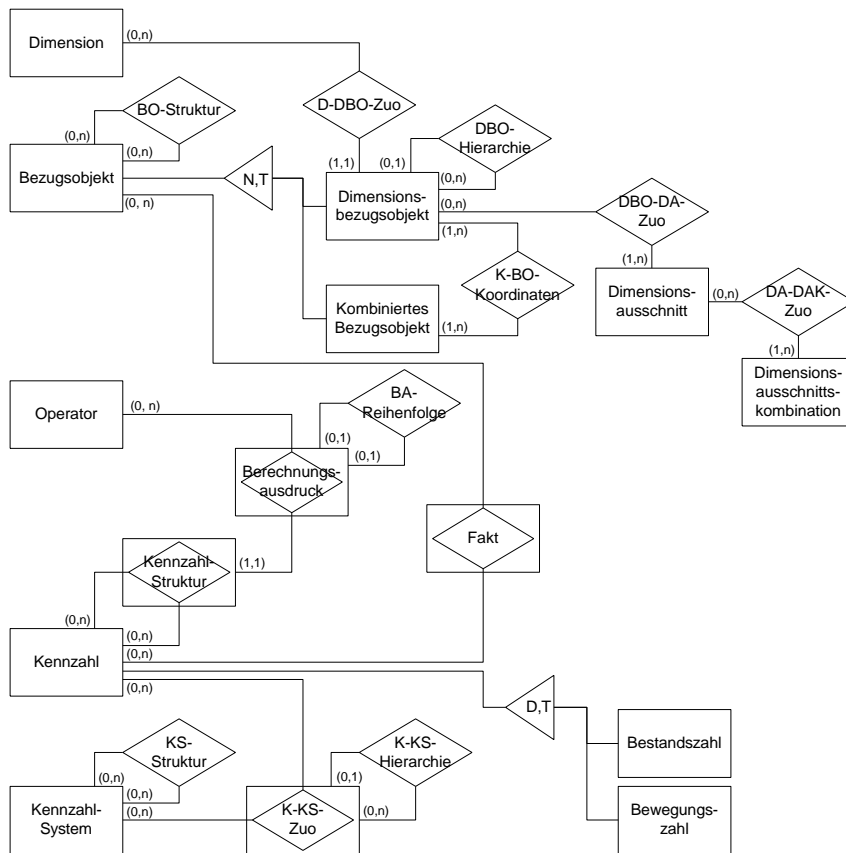 Dimension
(0,n)
BO-Struktur
D-DBO-Zuo
DBO-
Hierarchie
(0,n)
(0,n)
(1,1)
(0,1)
(0,n)
Bezugsobjekt
N,T
Dimensions-
bezugsobjekt
(0,n)
DBO-DA-
Zuo
(0, n)
(1,n)
(1,n)
K-BO-
Koordinaten
Kombiniertes
Bezugsobjekt
(1,n)
Dimensions-
ausschnitt
(0,n)
DA-DAK-
Zuo
(1,n)
Dimensions-
ausschnitts-
kombination
Operator
(0, n)
BA-
Reihenfolge
(0,1)
(0,1)
Berechnungs-
ausdruck
Fakt
Kennzahl-
Struktur
(1,1)
(0,n)
(0,n)
Kennzahl
(0,n)
(0,n)
D,T
Bestandszahl
KS-
Struktur
K-KS-
Hierarchie
(0,n)
(0,n)
(0,1)
Kennzahl-
System
(0,n)
K-KS-
Zuo
(0,n)
Bewegungs-
zahl